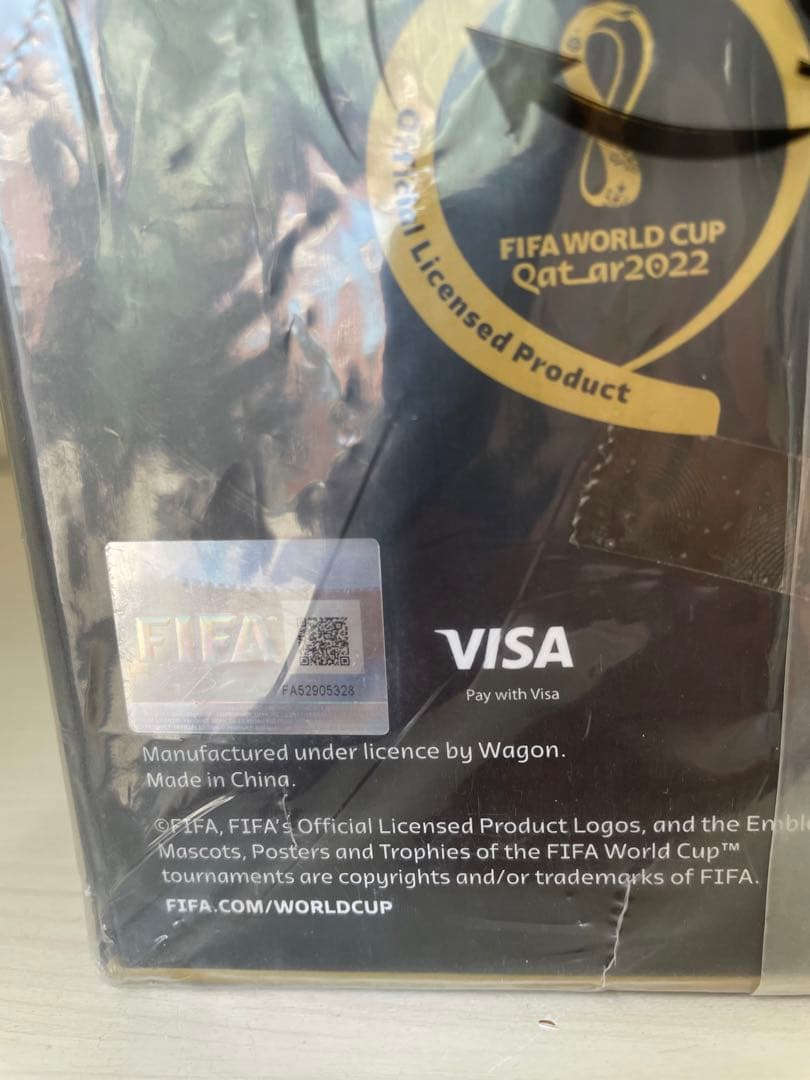 Official Licensed Product
FIFA WORLD CUP
Qatar2022
FIFA
FA52905328
VISA
Pay with Visa
Manufactured under licence by Wagon.
Made in China.
©FIFA, FIFA's Official Licensed Product Logos, and the
Mascots, Posters and Trophies of the FIFA World Cup™
tournaments are copyrights and/or trademarks of FIFA.
FIFA.COM/WORLDCUP